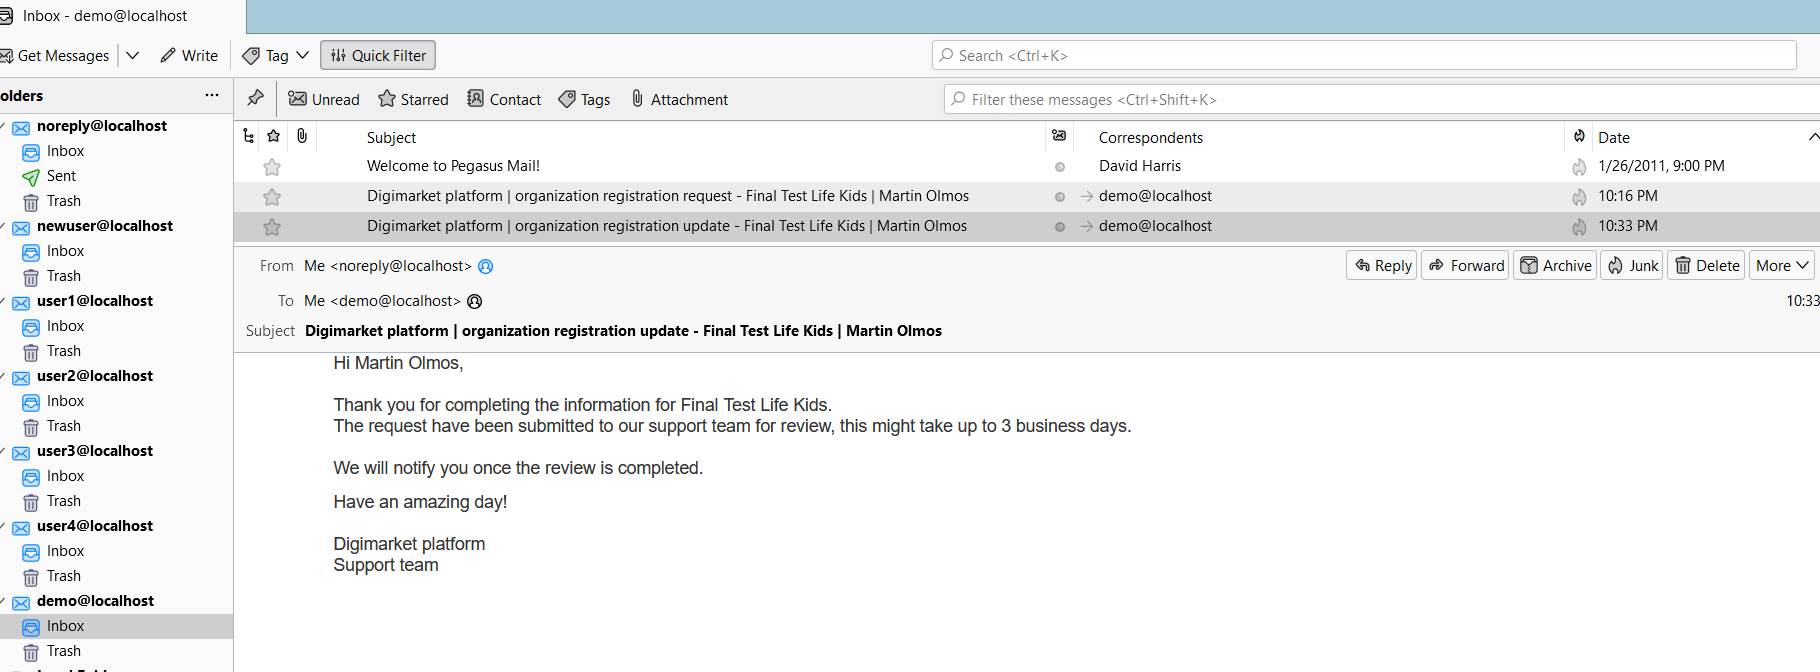 Inbox - demo@localhost
Get Messages
Write
Tag
Quick Filter
Search <Ctrl+K>
olders
Unread
Starred
Contact
Tags
Attachment
Filter these messages <Ctrl+Shift+K>
Subject
Correspondents
Date
Welcome to Pegasus Mail!
David Harris
1/26/2011, 9:00 PM
Digimarket platform | organization registration request - Final Test Life Kids | Martin Olmos
demo@localhost
10:16 PM
Digimarket platform | organization registration update - Final Test Life Kids | Martin Olmos
demo@localhost
10:33 PM
noreply@localhost
Inbox
Sent
Trash
newuser@localhost
Inbox
Trash
user1@localhost
Inbox
Trash
user2@localhost
Inbox
Trash
user3@localhost
Inbox
Trash
user4@localhost
Inbox
Trash
demo@localhost
Inbox
Trash
From Me <noreply@localhost>
Reply
Forward
Archive
Junk
Delete
More
To Me <demo@localhost>
10:33
Subject Digimarket platform | organization registration update - Final Test Life Kids | Martin Olmos
Hi Martin Olmos,
Thank you for completing the information for Final Test Life Kids.
The request have been submitted to our support team for review, this might take up to 3 business days.
We will notify you once the review is completed.
Have an amazing day!
Digimarket platform
Support team